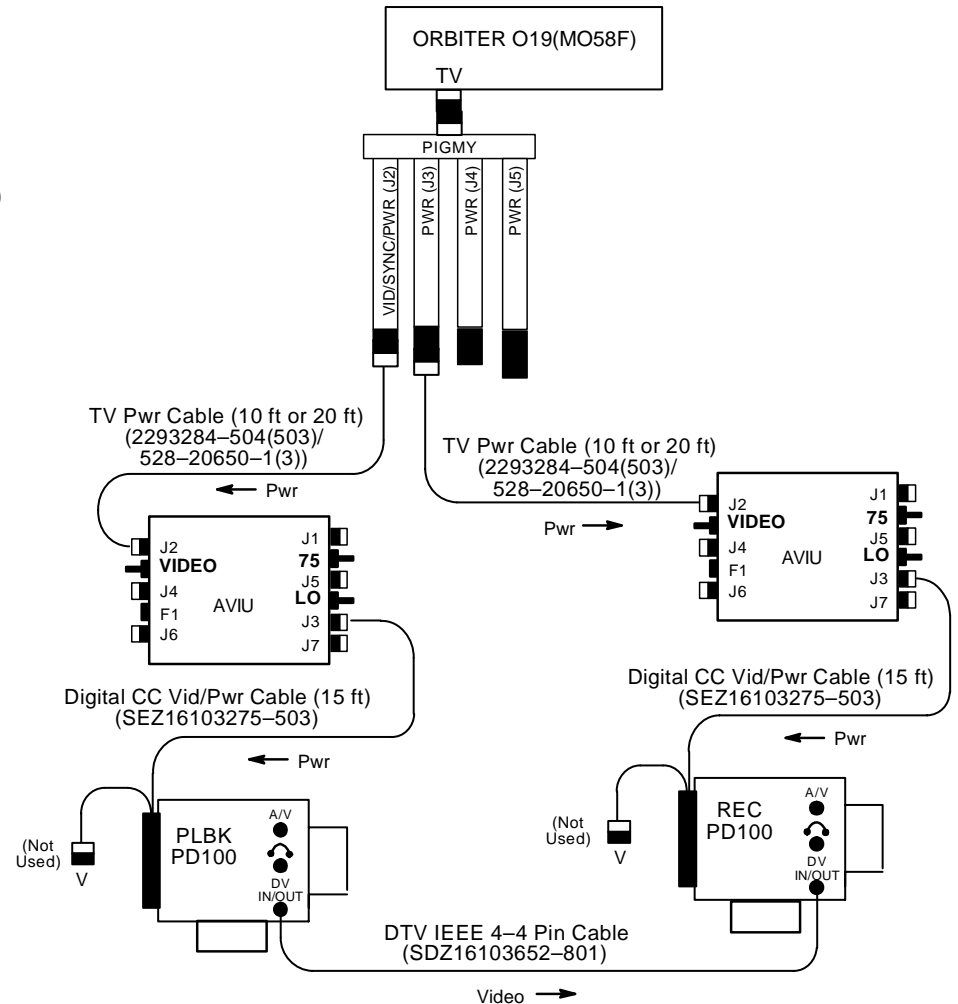 ORBITER O19(MO58F)
TV
PIGMY
VID/SYNC/PWR (J2)
PWR (J3)
PWR (J4)
PWR (J5)
TV Pwr Cable (10 ft or 20 ft)
(2293284–504(503)/
528–20650–1(3))
Pwr
TV Pwr Cable (10 ft or 20 ft)
(2293284–504(503)/
528–20650–1(3))
Pwr
J2
VIDEO
J4
F1
J6
AVIU
J1
75
J5
LO
J3
J7
J2
VIDEO
J4
F1
J6
AVIU
J1
75
J5
LO
J3
J7
Digital CC Vid/Pwr Cable (15 ft)
(SEZ16103275–503)
Pwr
Digital CC Vid/Pwr Cable (15 ft)
(SEZ16103275–503)
Pwr
(Not
Used)
V
PLBK
PD100
A/V
DV
IN/OUT
(Not
Used)
V
REC
PD100
A/V
DV
IN/OUT
DTV IEEE 4–4 Pin Cable
(SDZ16103652–801)
Video